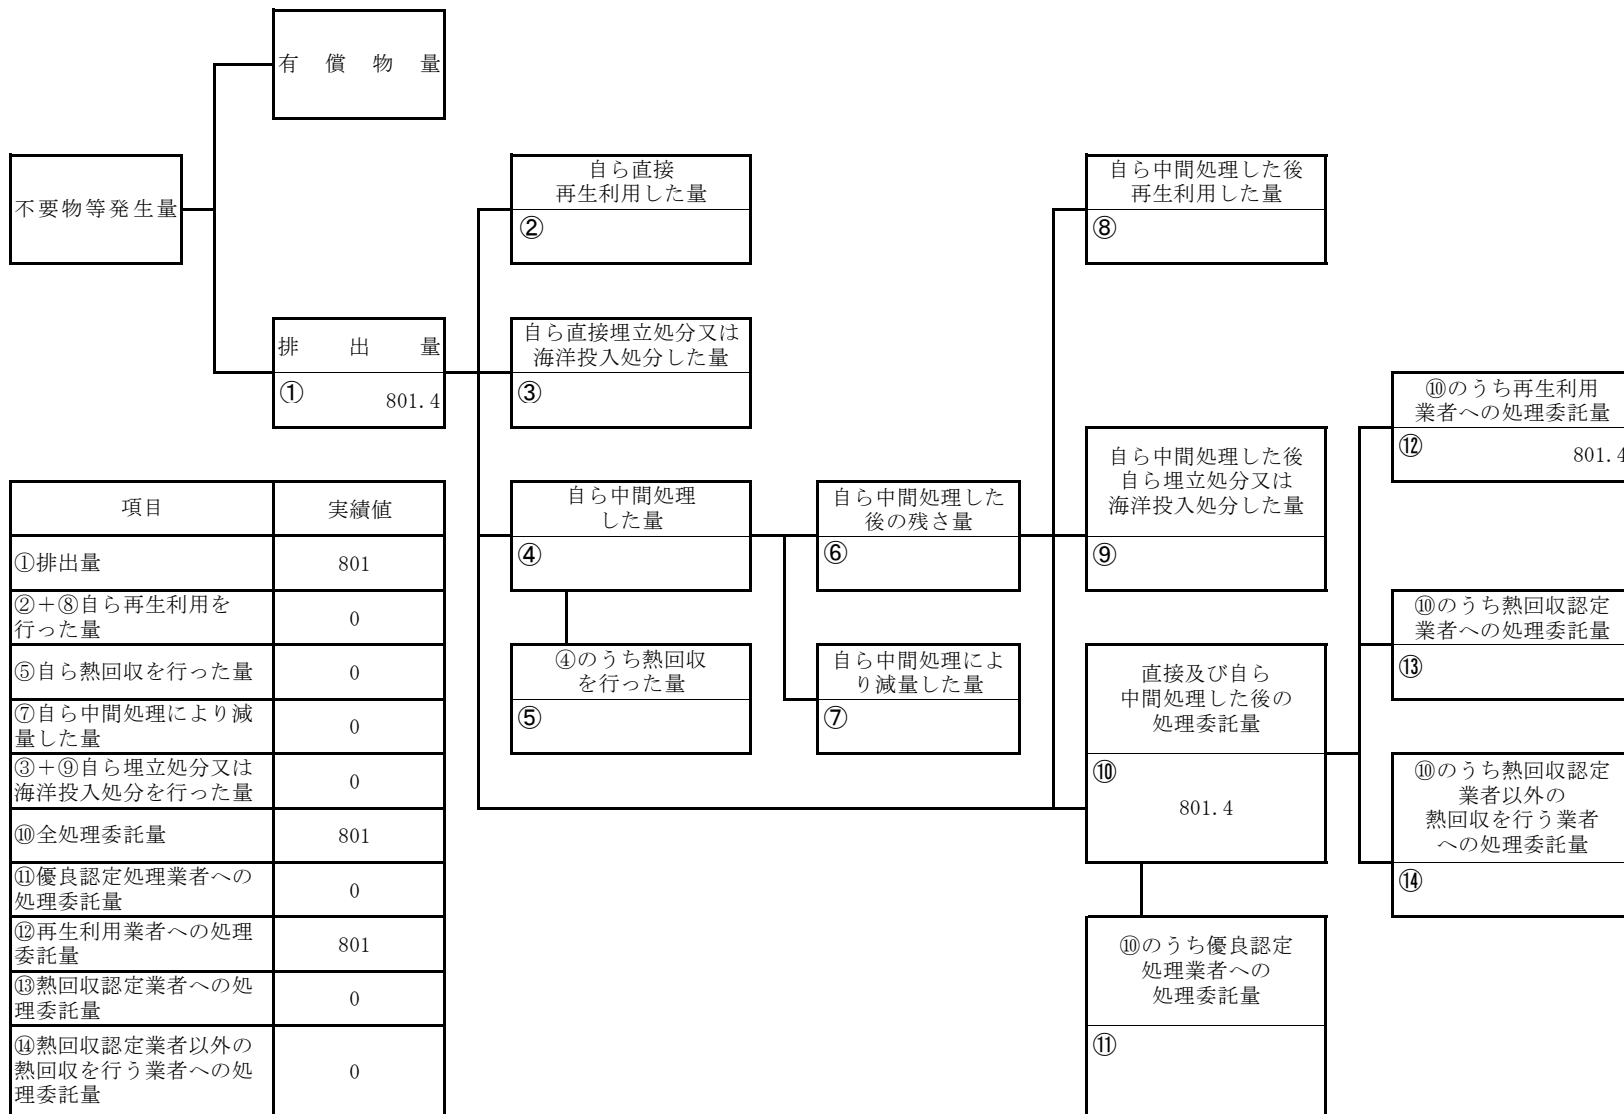 有償物量
不要物等発生量
排出量
① 801.4
自ら直接
再生利用した量
②
自ら直接埋立処分又は
海洋投入処分した量
③
自ら中間処理
した量
④
④のうち熱回収
を行った量
⑤
自ら中間処理した
後の残さ量
⑥
自ら中間処理によ
り減量した量
⑦
自ら中間処理した後
再生利用した量
⑧
自ら中間処理した後
自ら埋立処分又は
海洋投入処分した量
⑨
直接及び自ら
中間処理した後の
処理委託量
⑩
801.4
⑩のうち優良認定
処理業者への
処理委託量
⑪
⑩のうち再生利用
業者への処理委託量
⑫ 801.4
⑩のうち熱回収認定
業者への処理委託量
⑬
⑩のうち熱回収認定
業者以外の
熱回収を行う業者
への処理委託量
⑭
項目 実績値
①排出量 801
②+⑧自ら再生利用を
行った量 0
⑤自ら熱回収を行った量 0
⑦自ら中間処理により減
量した量 0
③+⑨自ら埋立処分又は
海洋投入処分を行った量 0
⑩全処理委託量 801
⑪優良認定処理業者への
処理委託量 0
⑫再生利用業者への処理
委託量 801
⑬熱回収認定業者への処
理委託量 0
⑭熱回収認定業者以外の
熱回収を行う業者への処
理委託量 0